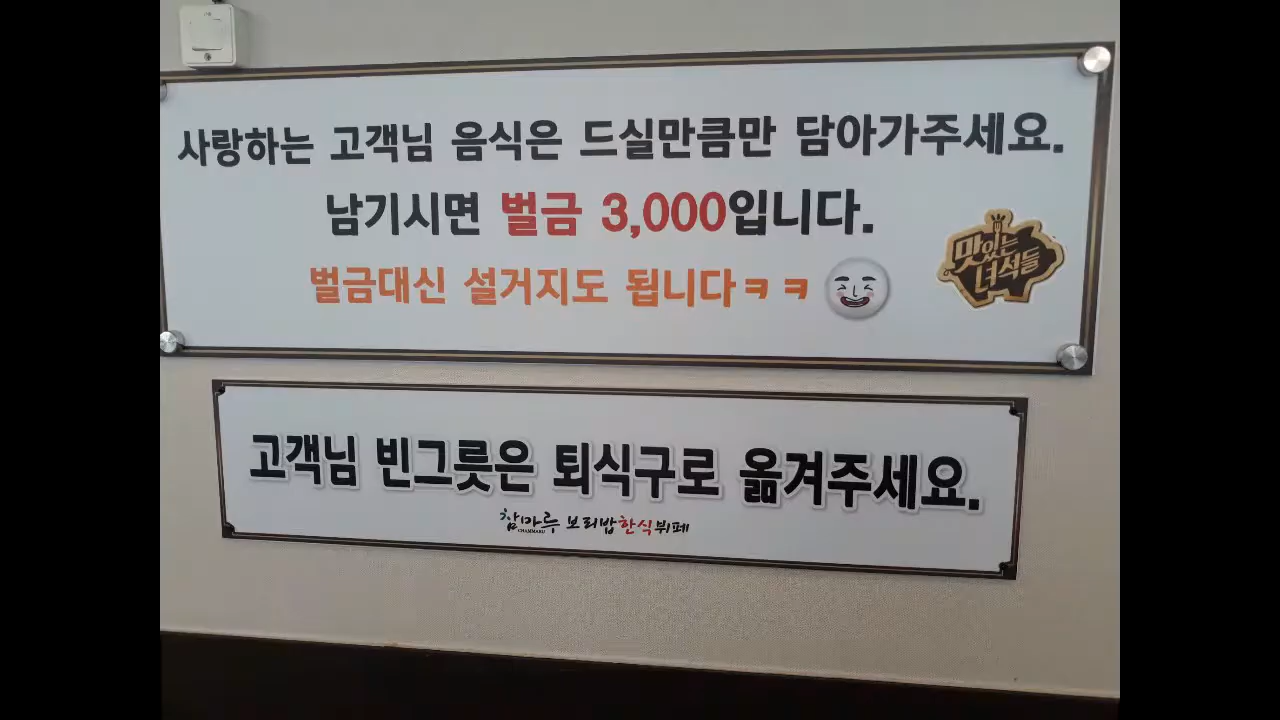 사랑하는 고객님 음식은 드실만큼만 담아가주세요.
남기시면 벌금 3,000입니다.
벌금대신 설거지도 됩니다ㅋㅋ
맛있는
녀석들
고객님 빈그릇은 퇴식구로 옮겨주세요.
참마루 보리밥한식뷔페
CHAMMARU